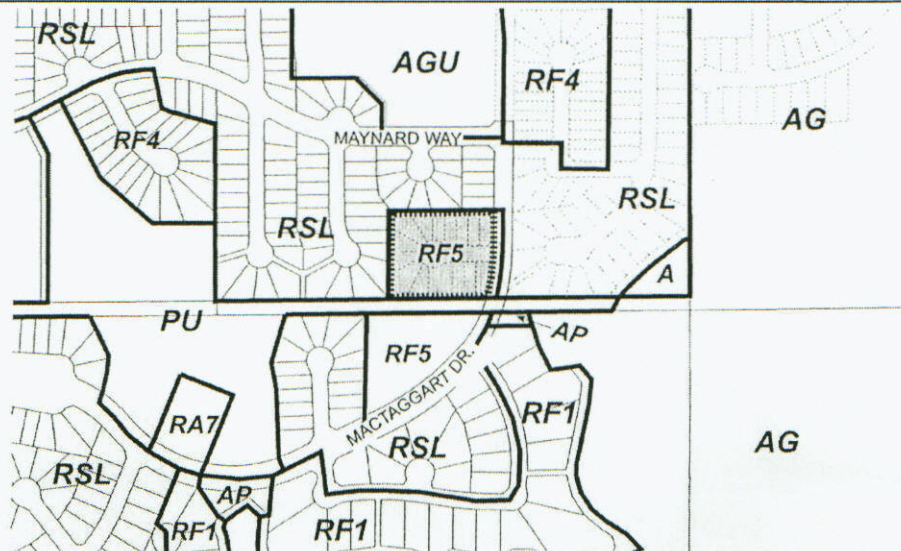 RSL
AGU
RF4
AG
RF4
MAYNARD WAY
RSL
RSL
RF5
A
PU
AP
RF5
RA7
MACTAGGART DR.
RF1
RSL
AG
RSL
AP
RF1
RF1